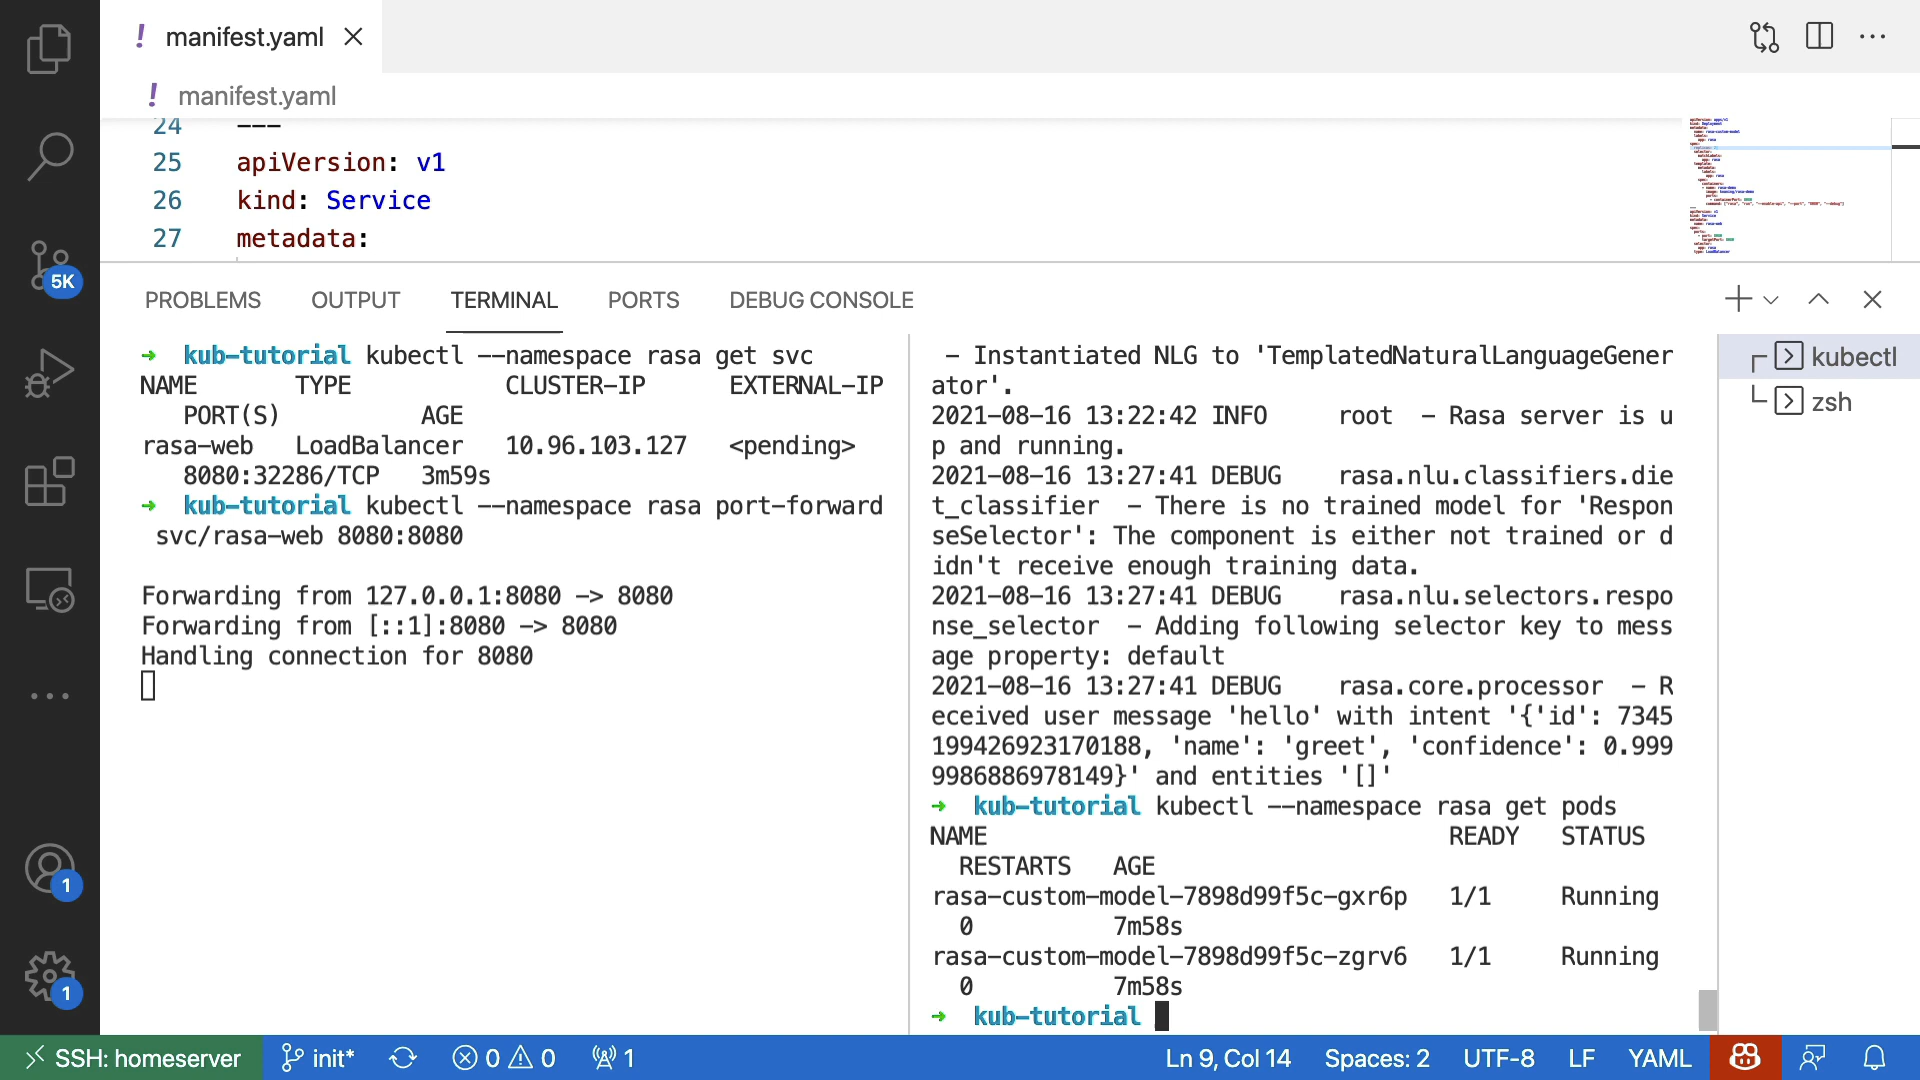 ! manifest.yaml
! manifest.yaml
24 ---
25 apiVersion: v1
26 kind: Service
27 metadata:
5K
PROBLEMS OUTPUT TERMINAL PORTS DEBUG CONSOLE
➜ kub-tutorial kubectl --namespace rasa get svc
NAME TYPE CLUSTER-IP EXTERNAL-IP
PORT(S) AGE
rasa-web LoadBalancer 10.96.103.127 <pending>
8080:32286/TCP 3m59s
➜ kub-tutorial kubectl --namespace rasa port-forward
svc/rasa-web 8080:8080
Forwarding from 127.0.0.1:8080 -> 8080
Forwarding from [::1]:8080 -> 8080
Handling connection for 8080
- Instantiated NLG to 'TemplatedNaturalLanguageGener
ator'.
2021-08-16 13:22:42 INFO root - Rasa server is u
p and running.
2021-08-16 13:27:41 DEBUG rasa.nlu.classifiers.die
t_classifier - There is no trained model for 'Respon
seSelector': The component is either not trained or d
idn't receive enough training data.
2021-08-16 13:27:41 DEBUG rasa.nlu.selectors.respo
nse_selector - Adding following selector key to mess
age property: default
2021-08-16 13:27:41 DEBUG rasa.core.processor - R
eceived user message 'hello' with intent '{'id': 7345
199426923170188, 'name': 'greet', 'confidence': 0.999
9986886978149}' and entities '[]'
➜ kub-tutorial kubectl --namespace rasa get pods
NAME READY STATUS
RESTARTS AGE
rasa-custom-model-7898d99f5c-gxr6p 1/1 Running
0 7m58s
rasa-custom-model-7898d99f5c-zgrv6 1/1 Running
0 7m58s
➜ kub-tutorial
kubectl
zsh
1
1
SSH: homeserver init* 0 0 1 Ln 9, Col 14 Spaces: 2 UTF-8 LF YAML